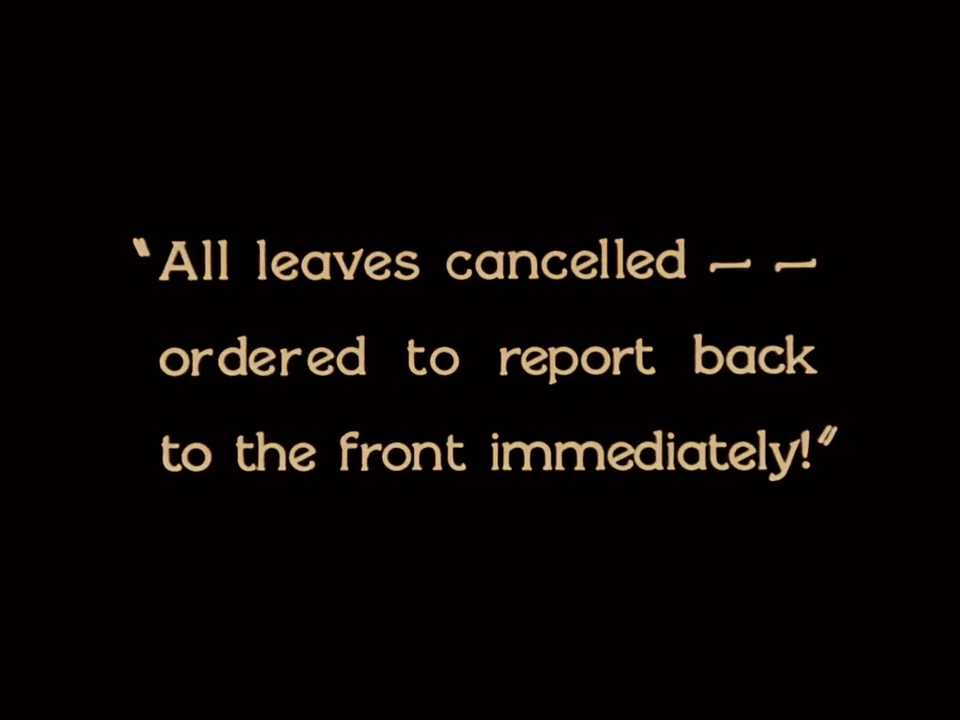 "All leaves cancelled — —
ordered to report back
to the front immediately!"